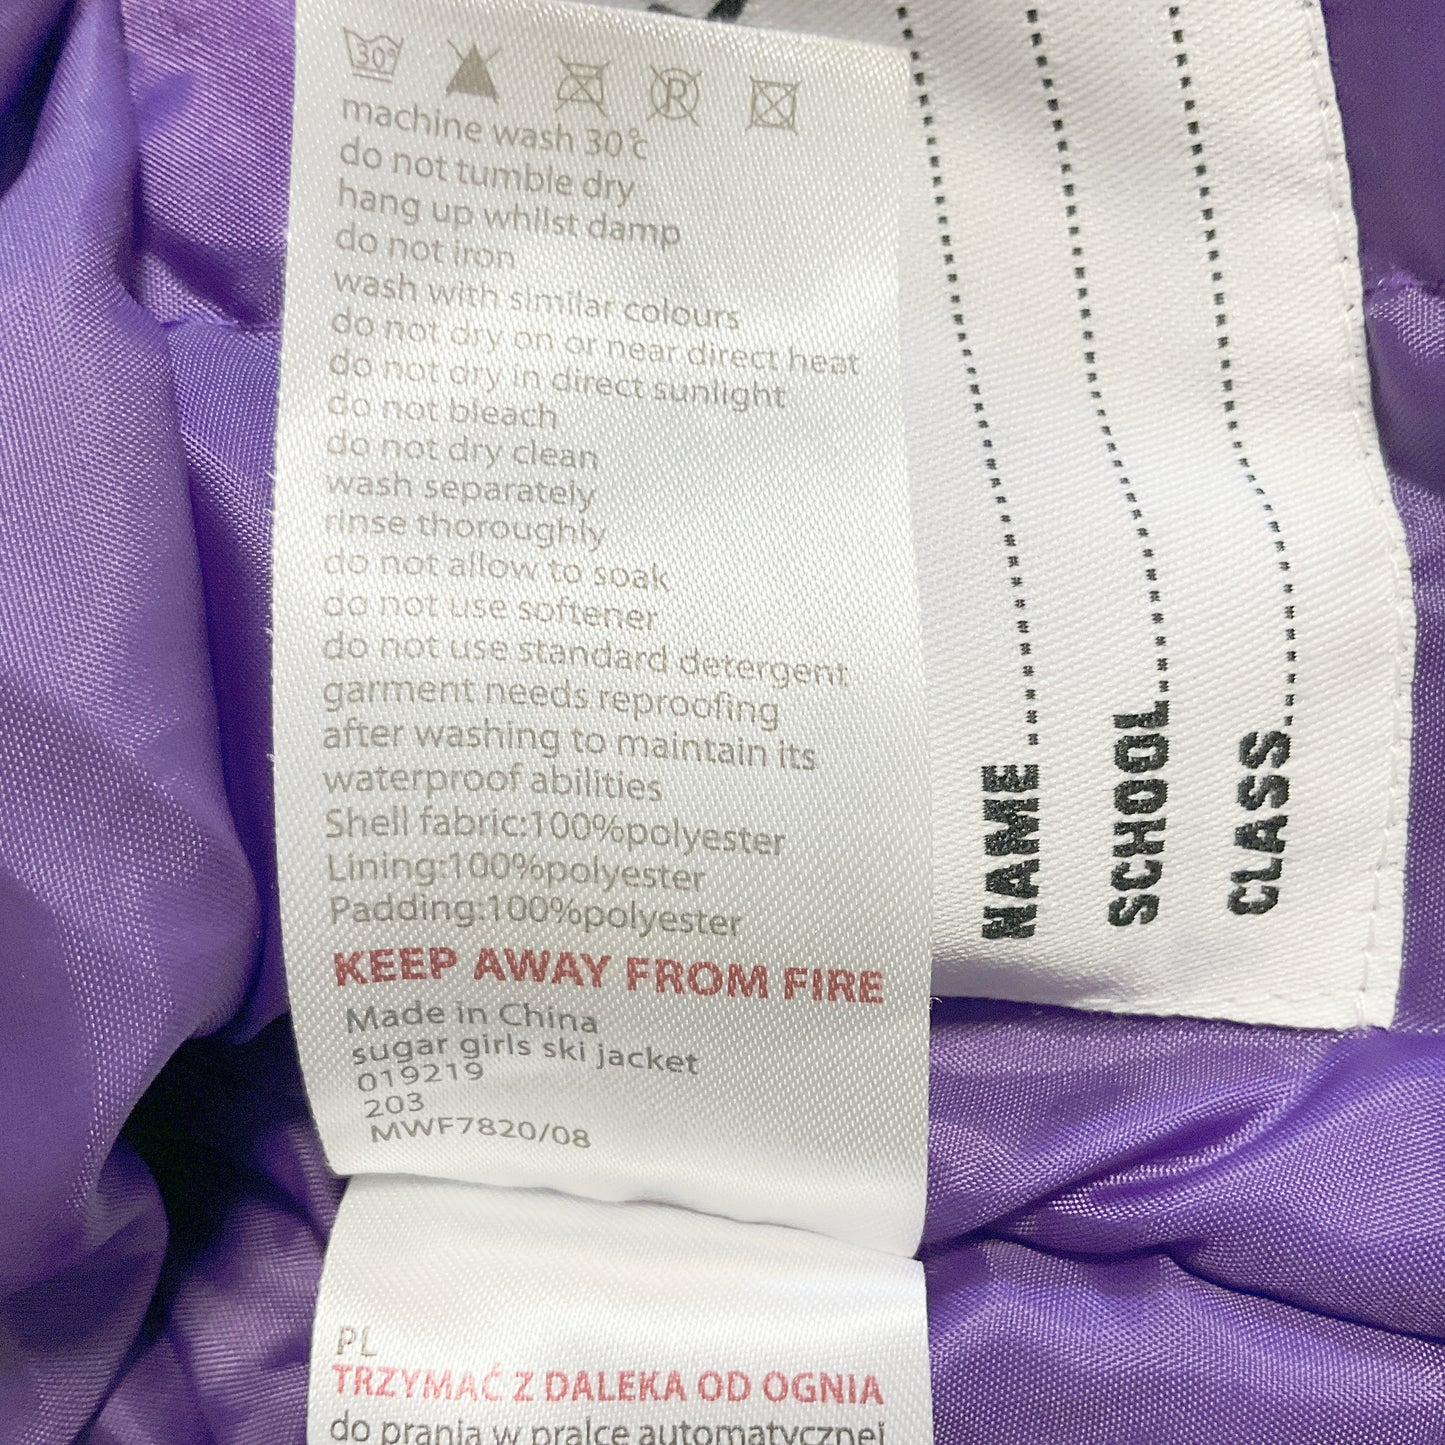 30°
machine wash 30°c
do not tumble dry
hang up whilst damp
do not iron
wash with similar colours
do not dry on or near direct heat
do not dry in direct sunlight
do not bleach
do not dry clean
wash separately
rinse thoroughly
do not allow to soak
do not use softener
do not use standard detergent
garment needs reproofing
after washing to maintain its
waterproof abilities
Shell fabric:100%polyester
Lining:100%polyester
Padding:100%polyester
KEEP AWAY FROM FIRE
Made in China
sugar girls ski jacket
019219
203
MWF7820/08
PL
TRZYMAĆ Z DALEKA OD OGNIA
do prania w pralce automatycznej
NAME
SCHOOL
CLASS